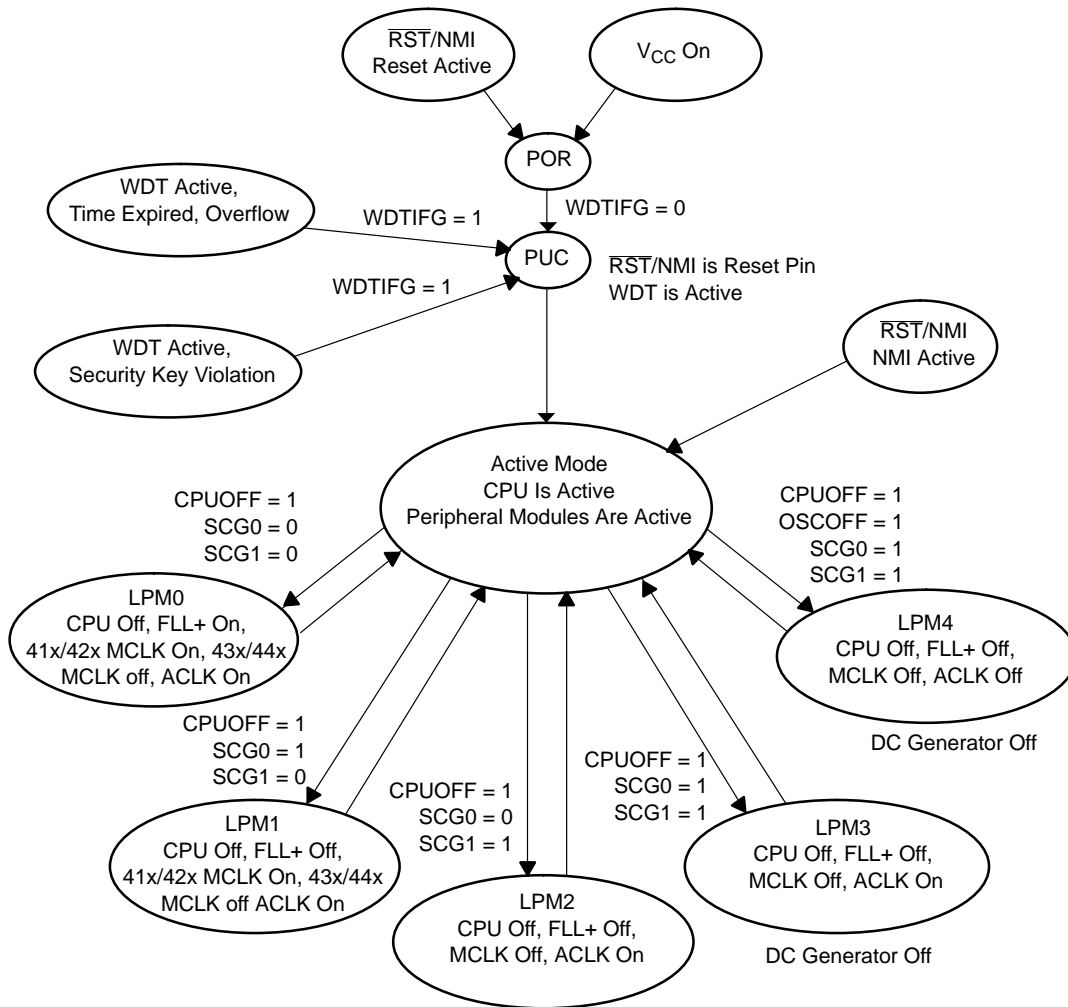 RST/NMI
Reset Active
VCC On
POR
WDT Active,
Time Expired, Overflow
WDTIFG = 1
WDTIFG = 0
PUC
RST/NMI is Reset Pin
WDT is Active
WDTIFG = 1
WDT Active,
Security Key Violation
RST/NMI
NMI Active
Active Mode
CPU Is Active
Peripheral Modules Are Active
CPUOFF = 1
SCG0 = 0
SCG1 = 0
CPUOFF = 1
OSCOFF = 1
SCG0 = 1
SCG1 = 1
LPM0
CPU Off, FLL+ On,
41x/42x MCLK On, 43x/44x
MCLK off, ACLK On
LPM4
CPU Off, FLL+ Off,
MCLK Off, ACLK Off
DC Generator Off
CPUOFF = 1
SCG0 = 1
SCG1 = 0
CPUOFF = 1
SCG0 = 0
SCG1 = 1
CPUOFF = 1
SCG0 = 1
SCG1 = 1
LPM1
CPU Off, FLL+ Off,
41x/42x MCLK On, 43x/44x
MCLK off ACLK On
LPM2
CPU Off, FLL+ Off,
MCLK Off, ACLK On
LPM3
CPU Off, FLL+ Off,
MCLK Off, ACLK On
DC Generator Off